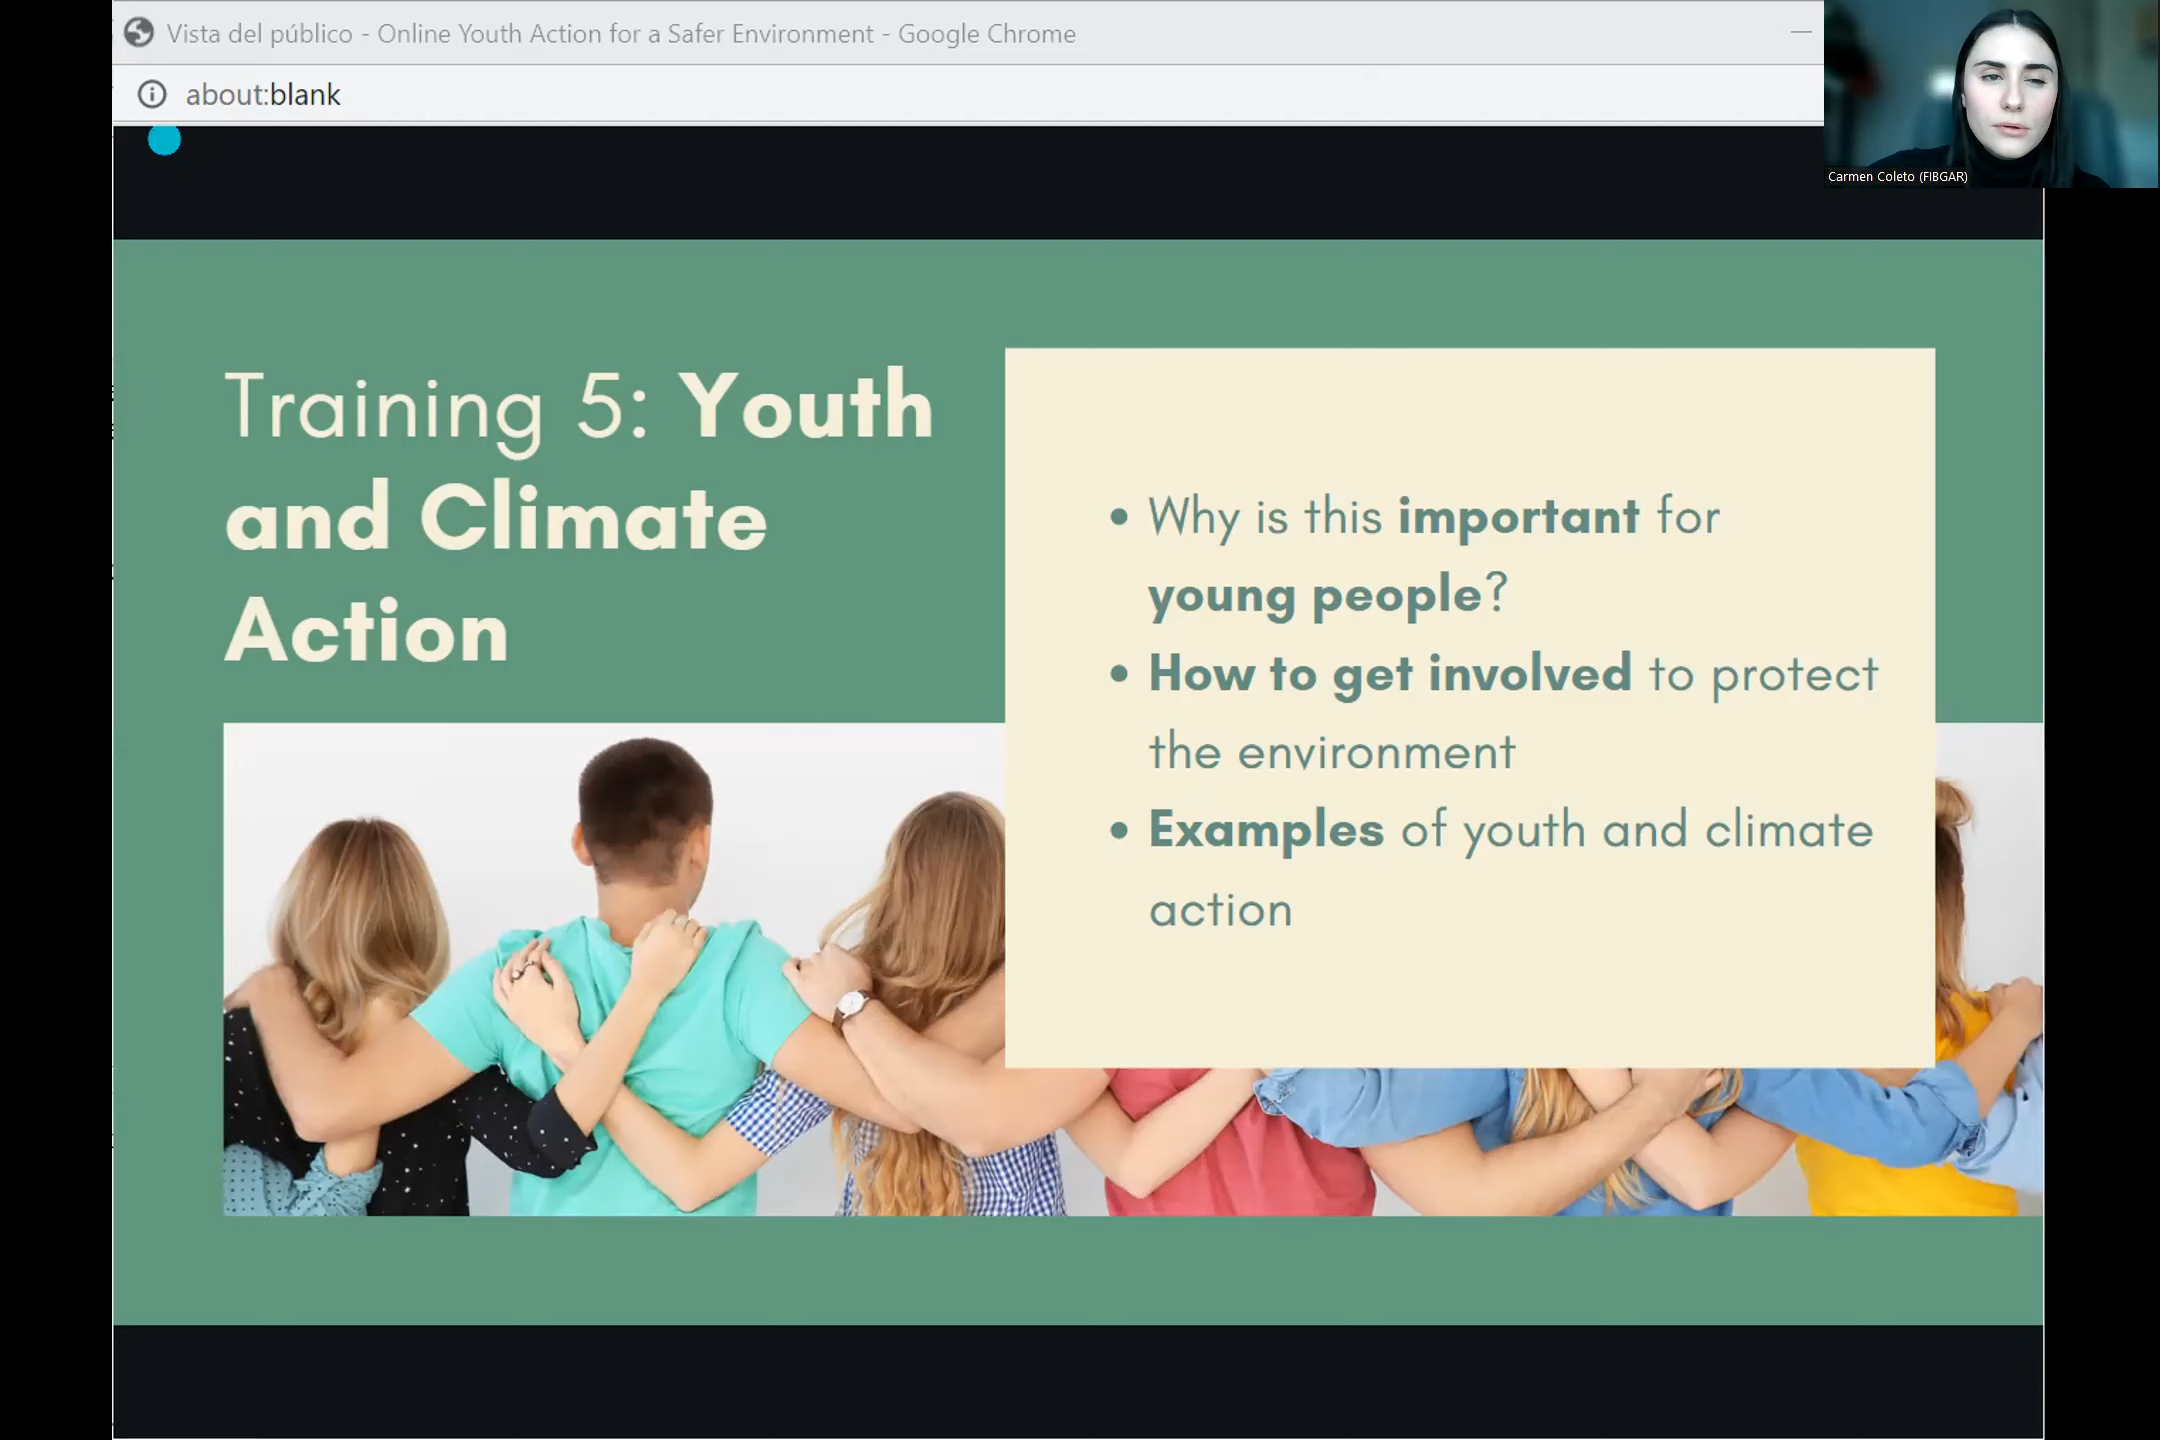 Vista del público - Online Youth Action for a Safer Environment - Google Chrome
about:blank
Carmen Coleto (FIBGAR)
Training 5: Youth
and Climate
Action
• Why is this important for
young people?
• How to get involved to protect
the environment
• Examples of youth and climate
action